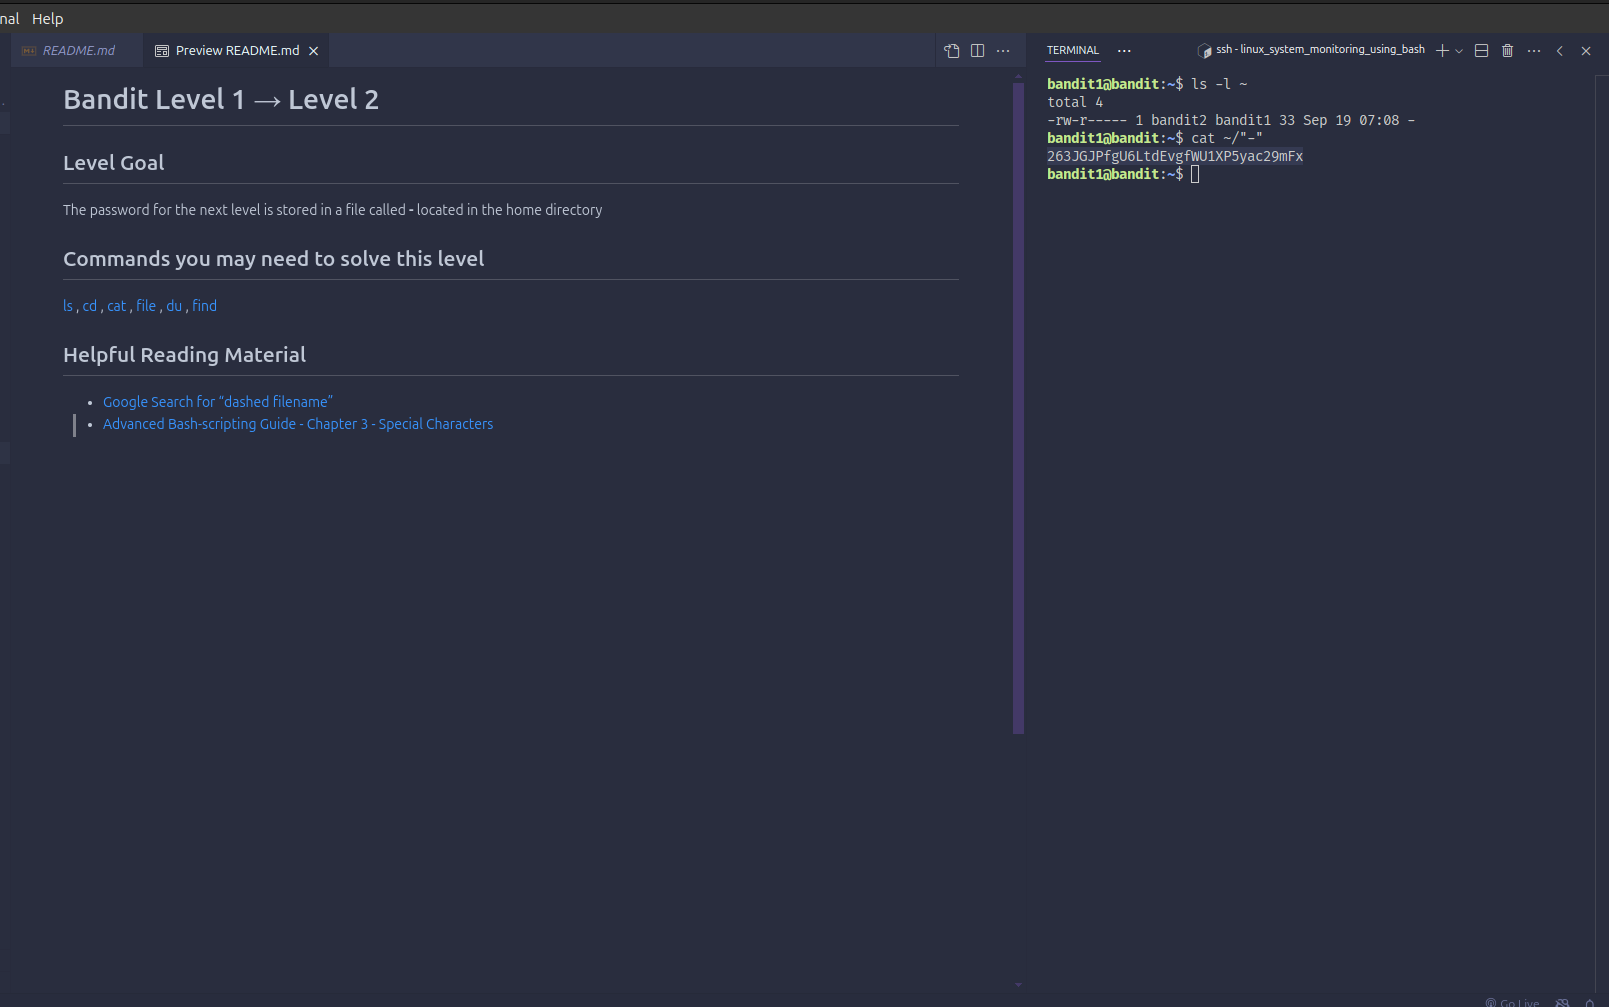 nal Help
README.md
Preview README.md
Bandit Level 1 → Level 2
Level Goal
The password for the next level is stored in a file called - located in the home directory
Commands you may need to solve this level
ls , cd , cat , file , du , find
Helpful Reading Material
• Google Search for “dashed filename”
• Advanced Bash-scripting Guide - Chapter 3 - Special Characters
TERMINAL
ssh - linux_system_monitoring_using_bash
bandit1@bandit:~$ ls -l ~
total 4
-rw-r----- 1 bandit2 bandit1 33 Sep 19 07:08 -
bandit1@bandit:~$ cat ~/"-"
263JGJPfgU6LtdEvgfWU1XP5yac29mFx
bandit1@bandit:~$
Go Live